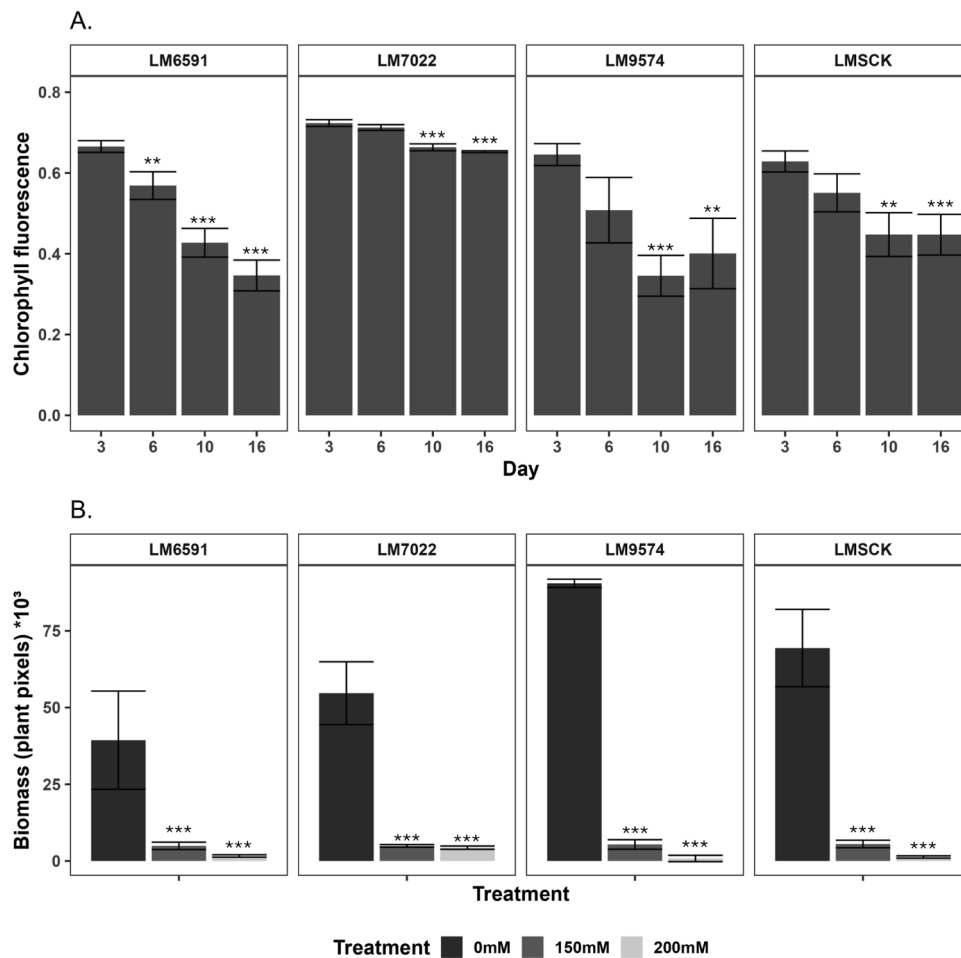 A.
LM6591 LM7022 LM9574 LMSCK
0.8
0.6
0.4
0.2
0.0
Chlorophyll fluorescence
** *** ***
*** ***
*** **
** ***
3 6 10 16 3 6 10 16 3 6 10 16 3 6 10 16
Day
B.
LM6591 LM7022 LM9574 LMSCK
75
50
25
0
Biomass (plant pixels) *10³
*** ***
*** ***
*** ***
*** ***
Treatment
Treatment 0mM 150mM 200mM